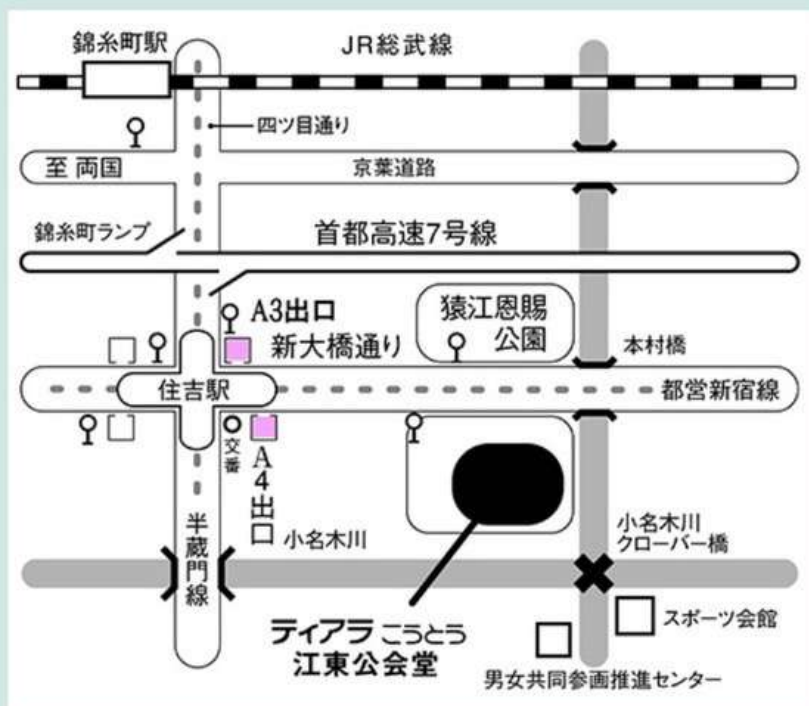 錦糸町駅
JR総武線
四ツ目通り
至 両国
京葉道路
錦糸町ランプ
首都高速7号線
A3出口
猿江恩賜
公園
新大橋通り
本村橋
住吉駅
都営新宿線
交番
A4出口
半蔵門線
小名木川
小名木川
クローバー橋
ティアラ こうとう
江東公会堂
スポーツ会館
男女共同参画推進センター